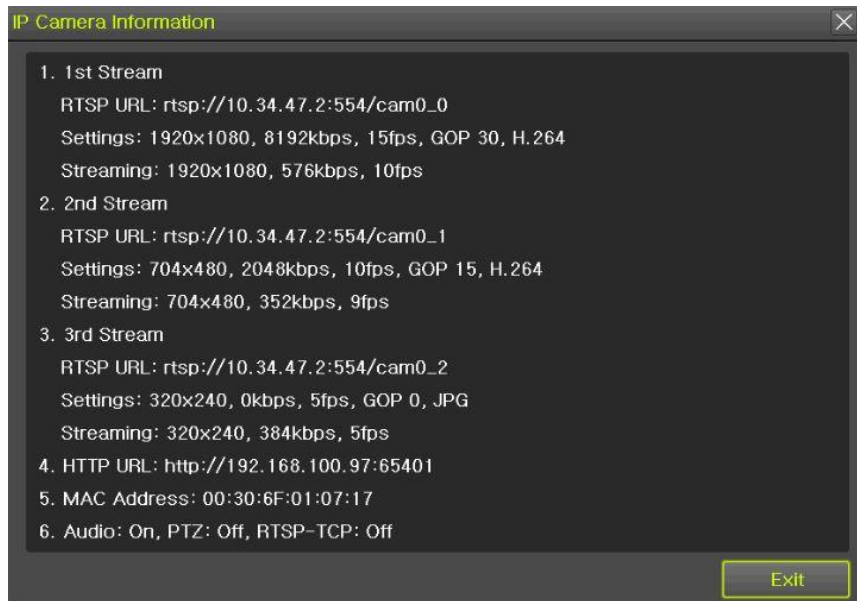 IP Camera Information
1. 1st Stream
RTSP URL: rtsp://10.34.47.2:554/cam0_0
Settings: 1920x1080, 8192kbps, 15fps, GOP 30, H.264
Streaming: 1920x1080, 576kbps, 10fps
2. 2nd Stream
RTSP URL: rtsp://10.34.47.2:554/cam0_1
Settings: 704x480, 2048kbps, 10fps, GOP 15, H.264
Streaming: 704x480, 352kbps, 9fps
3. 3rd Stream
RTSP URL: rtsp://10.34.47.2:554/cam0_2
Settings: 320x240, 0kbps, 5fps, GOP 0, JPG
Streaming: 320x240, 384kbps, 5fps
4. HTTP URL: http://192.168.100.97:65401
5. MAC Address: 00:30:6F:01:07:17
6. Audio: On, PTZ: Off, RTSP-TCP: Off
Exit